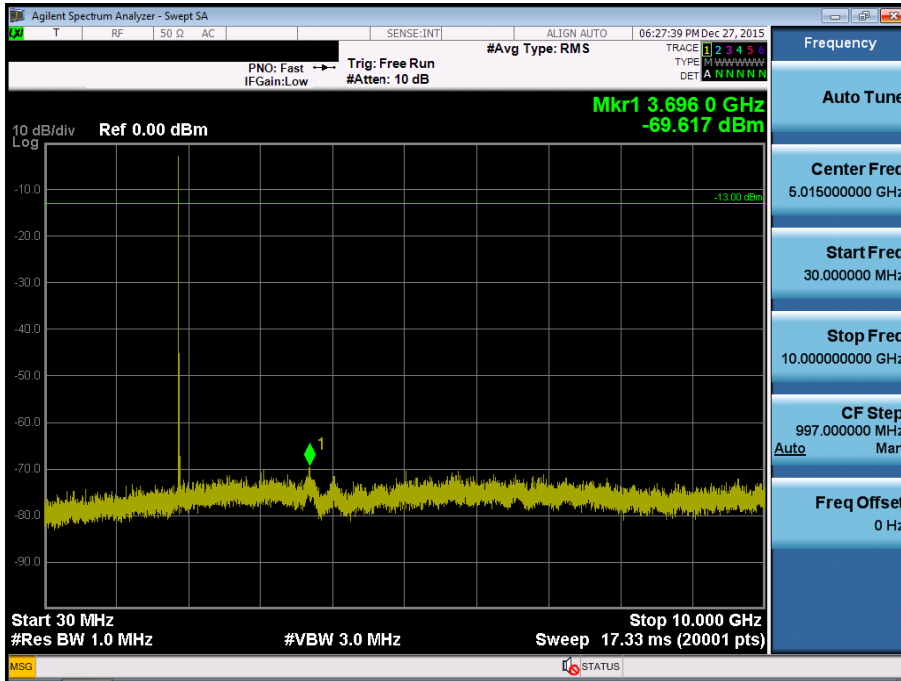 Agilent Spectrum Analyzer - Swept SA
LXI T RF 50 Ω AC SENSE:INT ALIGN AUTO 06:27:39 PM Dec 27, 2015
PNO: Fast
IFGain:Low
Trig: Free Run
#Atten: 10 dB
#Avg Type: RMS
TRACE 1 2 3 4 5 6
TYPE M WWWWW
DET A N N N N N
Mkr1 3.696 0 GHz
-69.617 dBm
10 dB/div Ref 0.00 dBm
Log
-10.0
-13.00 dBm
-20.0
-30.0
-40.0
-50.0
-60.0
1
-70.0
-80.0
-90.0
Start 30 MHz Stop 10.000 GHz
#Res BW 1.0 MHz #VBW 3.0 MHz Sweep 17.33 ms (20001 pts)
MSG STATUS
Frequency
Auto Tune
Center Freq
5.015000000 GHz
Start Freq
30.000000 MHz
Stop Freq
10.000000000 GHz
CF Step
997.000000 MHz
Auto Man
Freq Offset
0 Hz